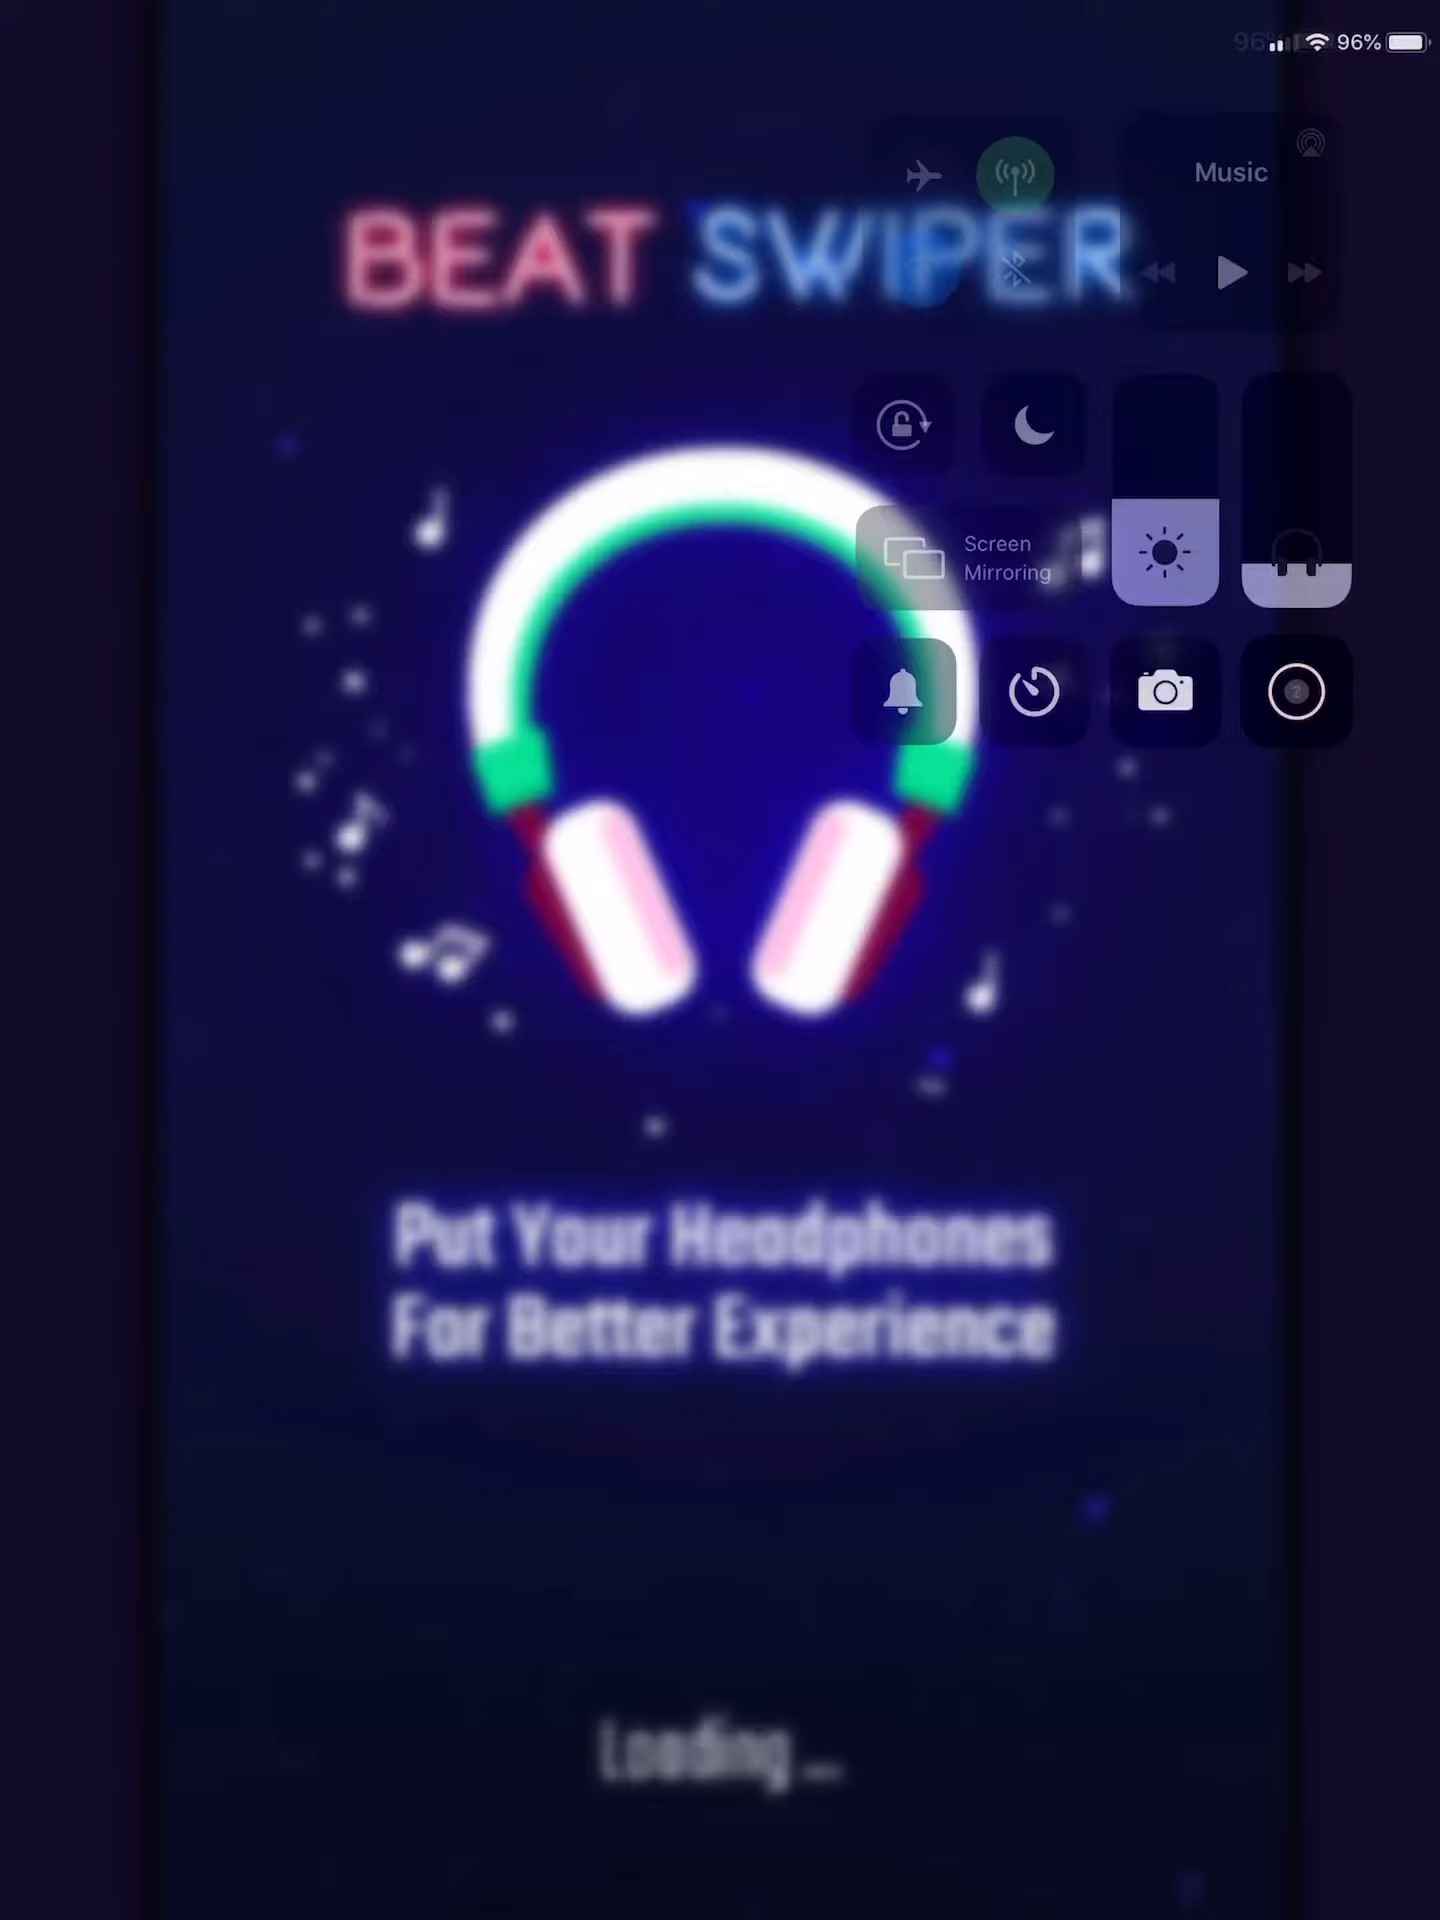 96%
Music
BEAT SWIPER
Screen
Mirroring
Put Your Headphones
For Better Experience
Loading...